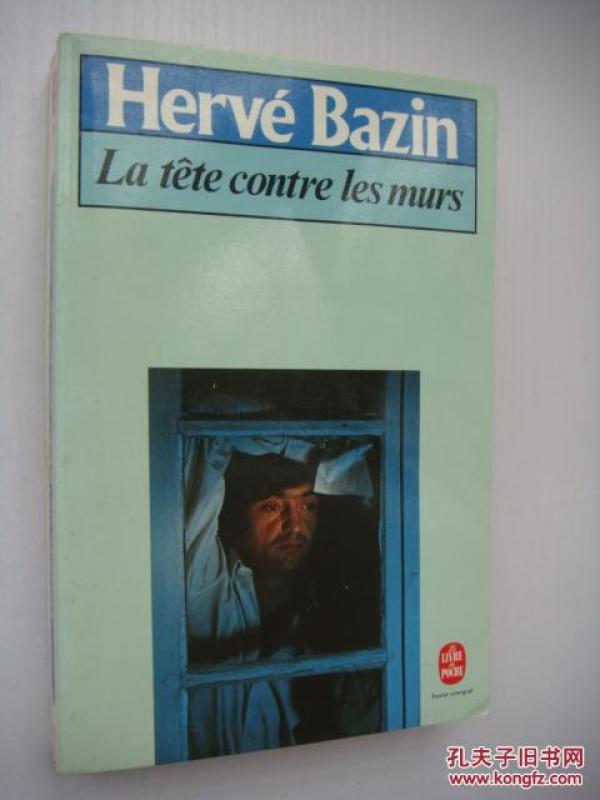 Hervé Bazin
La tête contre les murs
LE LIVRE
DE
POCHE
Texte intégral
孔夫子旧书网
www.kongfz.com